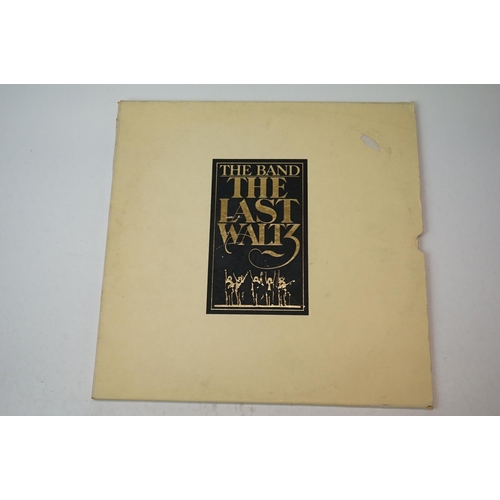 THE BAND
THE
LAST
WALTZ